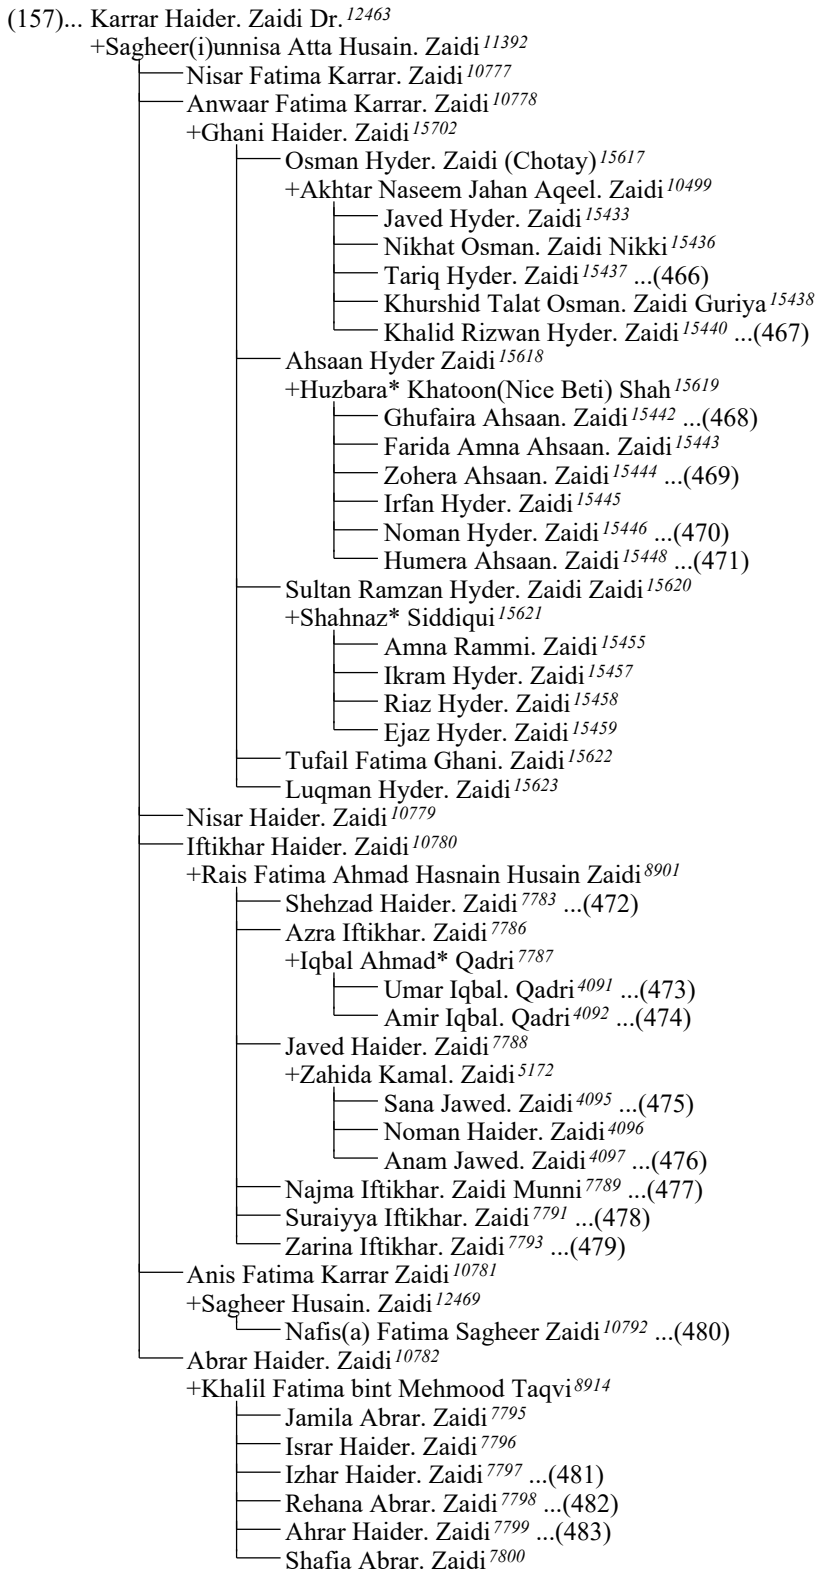 (157)... Karrar Haider. Zaidi Dr.12463
+Sagheer(i)unnisa Atta Husain. Zaidi11392
Nisar Fatima Karrar. Zaidi10777
Anwaar Fatima Karrar. Zaidi10778
+Ghani Haider. Zaidi15702
Osman Hyder. Zaidi (Chotay)15617
+Akhtar Naseem Jahan Aqeel. Zaidi10499
Javed Hyder. Zaidi15433
Nikhat Osman. Zaidi Nikki15436
Tariq Hyder. Zaidi15437 ...(466)
Khurshid Talat Osman. Zaidi Guriya15438
Khalid Rizwan Hyder. Zaidi15440 ...(467)
Ahsaan Hyder Zaidi15618
+Huzbara* Khatoon(Nice Beti) Shah15619
Ghufaira Ahsaan. Zaidi15442 ...(468)
Farida Amna Ahsaan. Zaidi15443
Zohera Ahsaan. Zaidi15444 ...(469)
Irfan Hyder. Zaidi15445
Noman Hyder. Zaidi15446 ...(470)
Humera Ahsaan. Zaidi15448 ...(471)
Sultan Ramzan Hyder. Zaidi Zaidi15620
+Shahnaz* Siddiqui15621
Amna Rammi. Zaidi15455
Ikram Hyder. Zaidi15457
Riaz Hyder. Zaidi15458
Ejaz Hyder. Zaidi15459
Tufail Fatima Ghani. Zaidi15622
Luqman Hyder. Zaidi15623
Nisar Haider. Zaidi10779
Iftikhar Haider. Zaidi10780
+Rais Fatima Ahmad Hasnain Husain Zaidi8901
Shehzad Haider. Zaidi7783 ...(472)
Azra Iftikhar. Zaidi7786
+Iqbal Ahmad* Qadri7787
Umar Iqbal. Qadri4091 ...(473)
Amir Iqbal. Qadri4092 ...(474)
Javed Haider. Zaidi7788
+Zahida Kamal. Zaidi5172
Sana Jawed. Zaidi4095 ...(475)
Noman Haider. Zaidi4096
Anam Jawed. Zaidi4097 ...(476)
Najma Iftikhar. Zaidi Munni7789 ...(477)
Suraiyya Iftikhar. Zaidi7791 ...(478)
Zarina Iftikhar. Zaidi7793 ...(479)
Anis Fatima Karrar Zaidi10781
+Sagheer Husain. Zaidi12469
Nafis(a) Fatima Sagheer Zaidi10792 ...(480)
Abrar Haider. Zaidi10782
+Khalil Fatima bint Mehmood Taqvi8914
Jamila Abrar. Zaidi7795
Israr Haider. Zaidi7796
Izhar Haider. Zaidi7797 ...(481)
Rehana Abrar. Zaidi7798 ...(482)
Ahrar Haider. Zaidi7799 ...(483)
Shafia Abrar. Zaidi7800